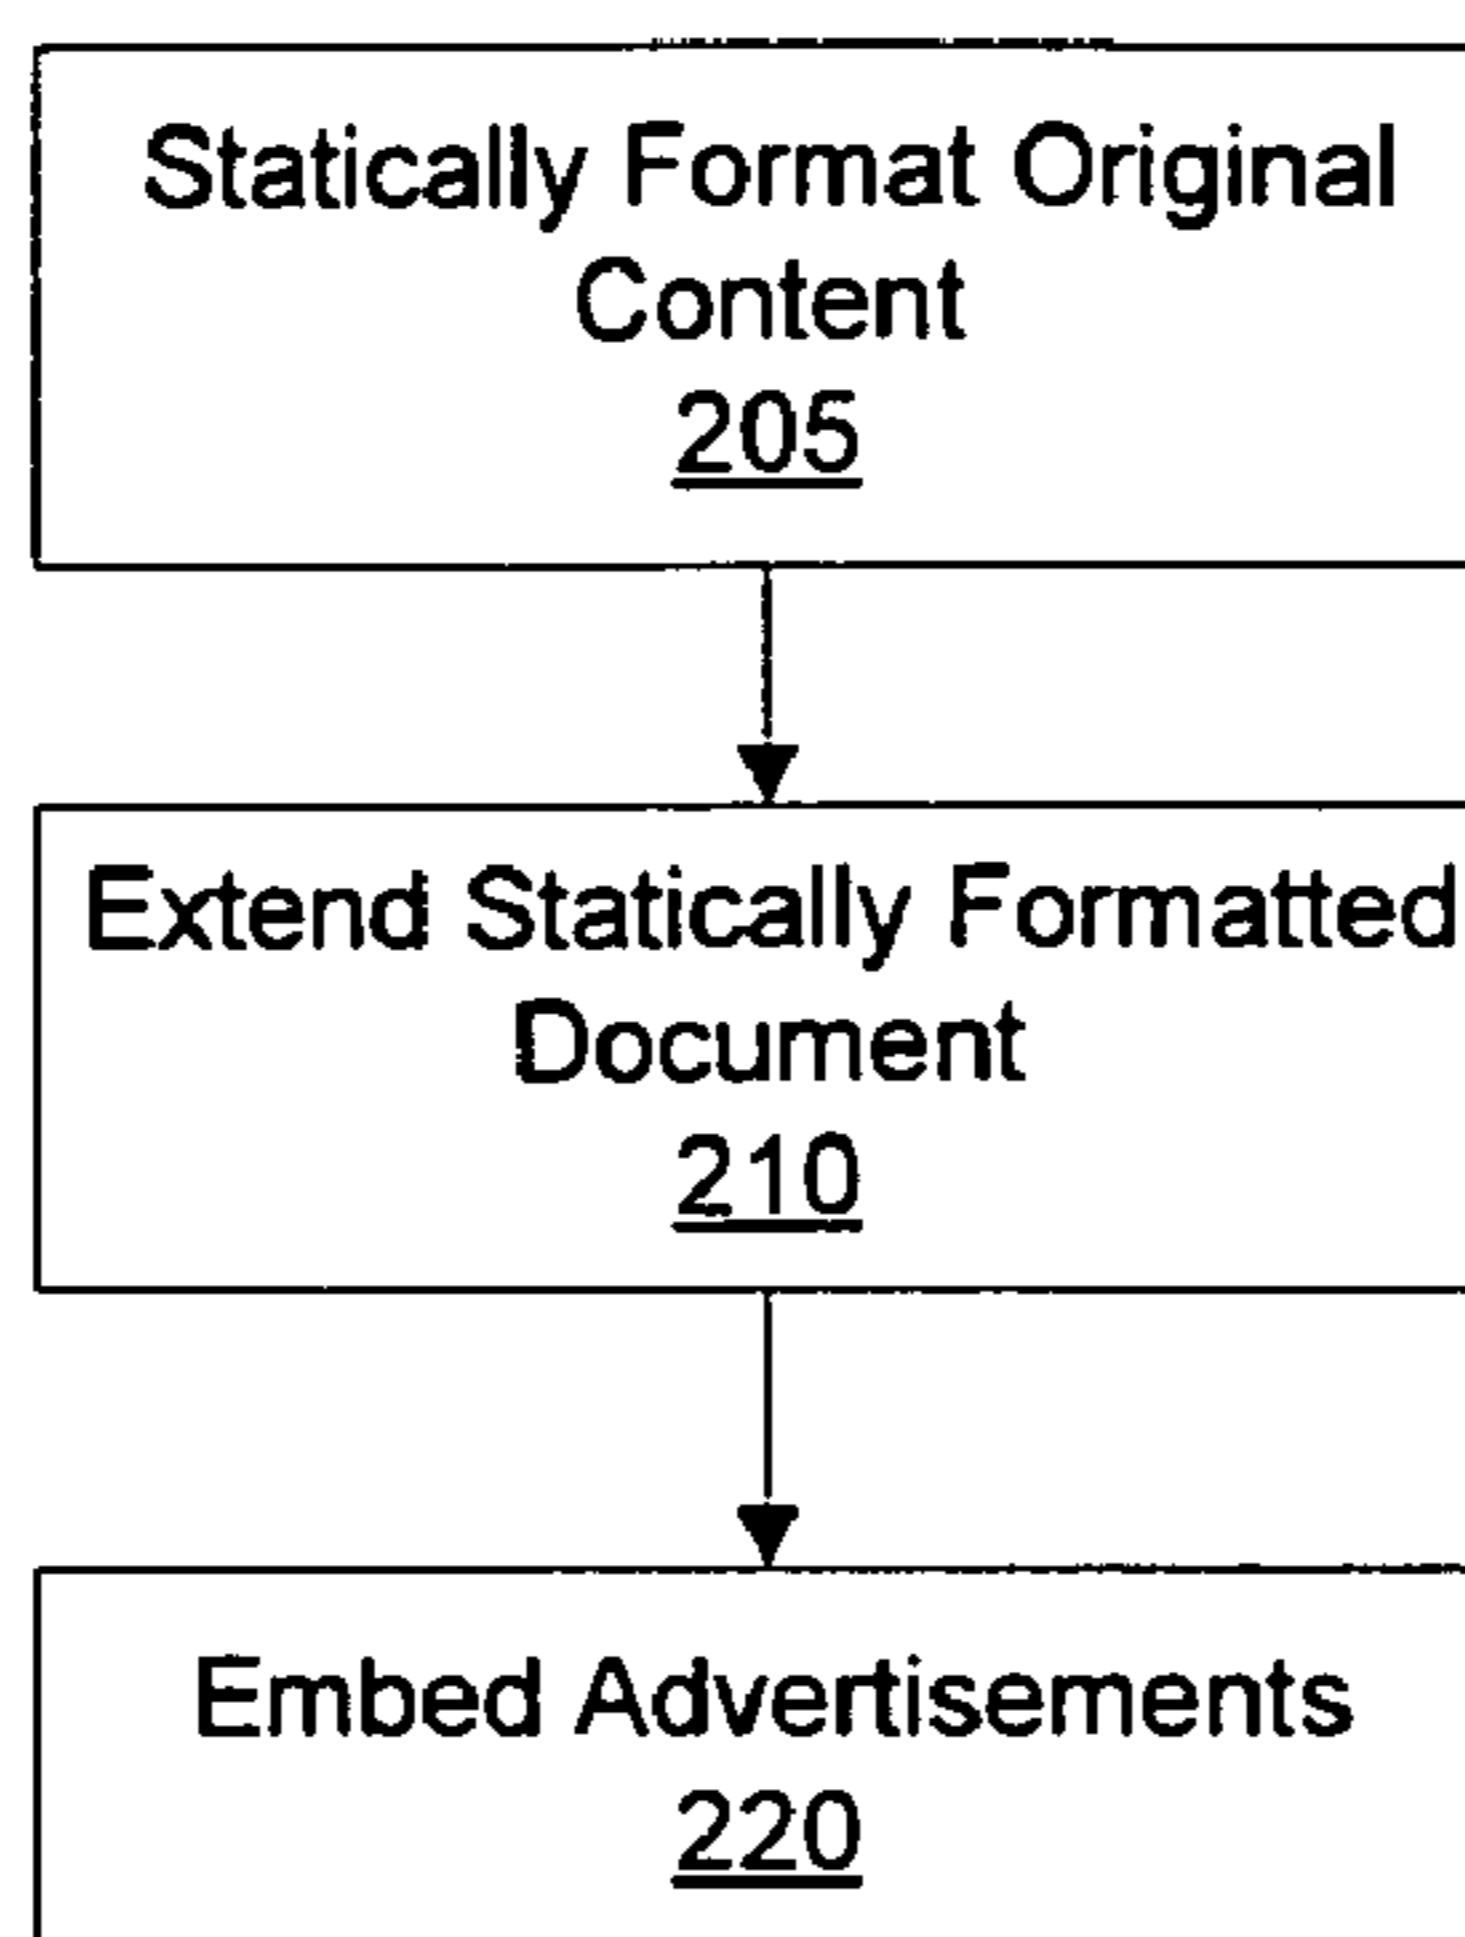 Statically Format Original
Content
205
Extend Statically Formatted
Document
210
Embed Advertisements
220